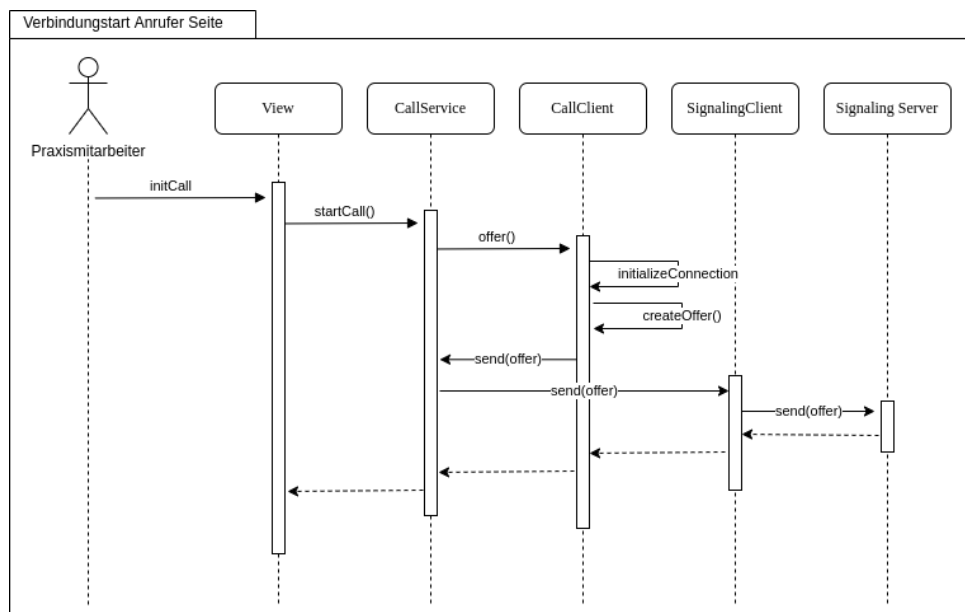 Verbindungstart Anrufer Seite
View
CallService
CallClient
SignalingClient
Signaling Server
Praxismitarbeiter
initCall
startCall()
offer()
initializeConnection
createOffer()
send(offer)
send(offer)
send(offer)